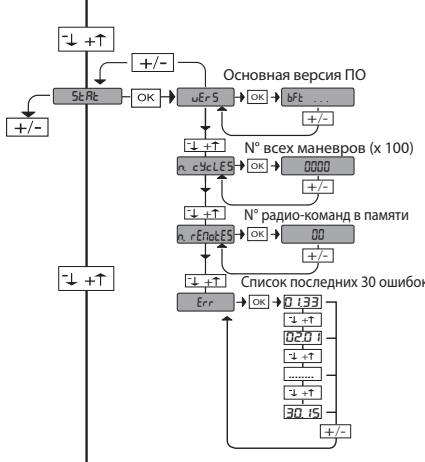 - +
+/-
Основная версия ПО
StAt
OK
uErS
OK
bFt ...
+/-
+/-
- +
N° всех маневров (x 100)
n. cYcLES
OK
0000
+/-
- +
N° радио-команд в памяти
n. rEmotES
OK
00
+/-
- +
- +
Список последних 30 ошибок
Err
OK
01.33
- +
02.01
- +
........
- +
30.15
+/-